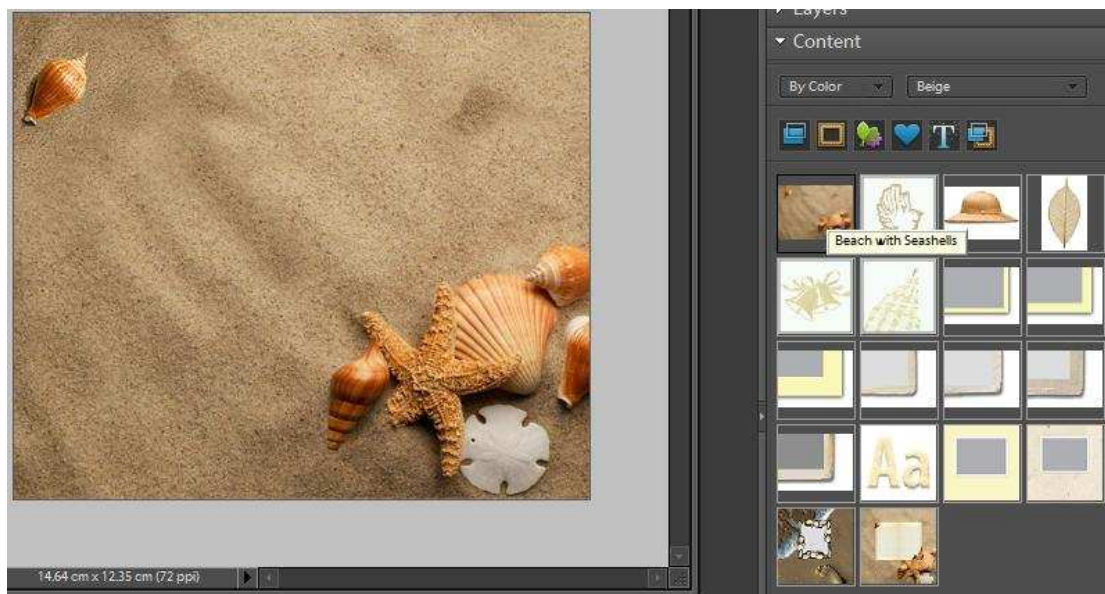 Layers
Content
By Color
Beige
T
Beach with Seashells
Aa
14.64 cm x 12.35 cm (72 ppi)